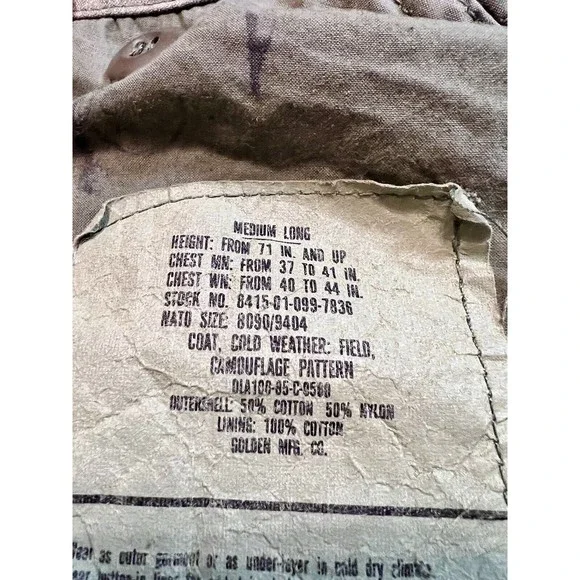 MEDIUM LONG
HEIGHT: FROM 71 IN. AND UP
CHEST MN: FROM 37 TO 41 IN.
CHEST WN: FROM 40 TO 44 IN.
STOCK NO. 8415-01-099-7836
NATO SIZE: 8090/9404
COAT, COLD WEATHER: FIELD,
CAMOUFLAGE PATTERN
DLA100-85-C-0580
OUTERSHELL: 50% COTTON 50% NYLON
LINING: 100% COTTON
GOLDEN MFG. CO.
Wear as outer garment or as under-layer in cold dry climate